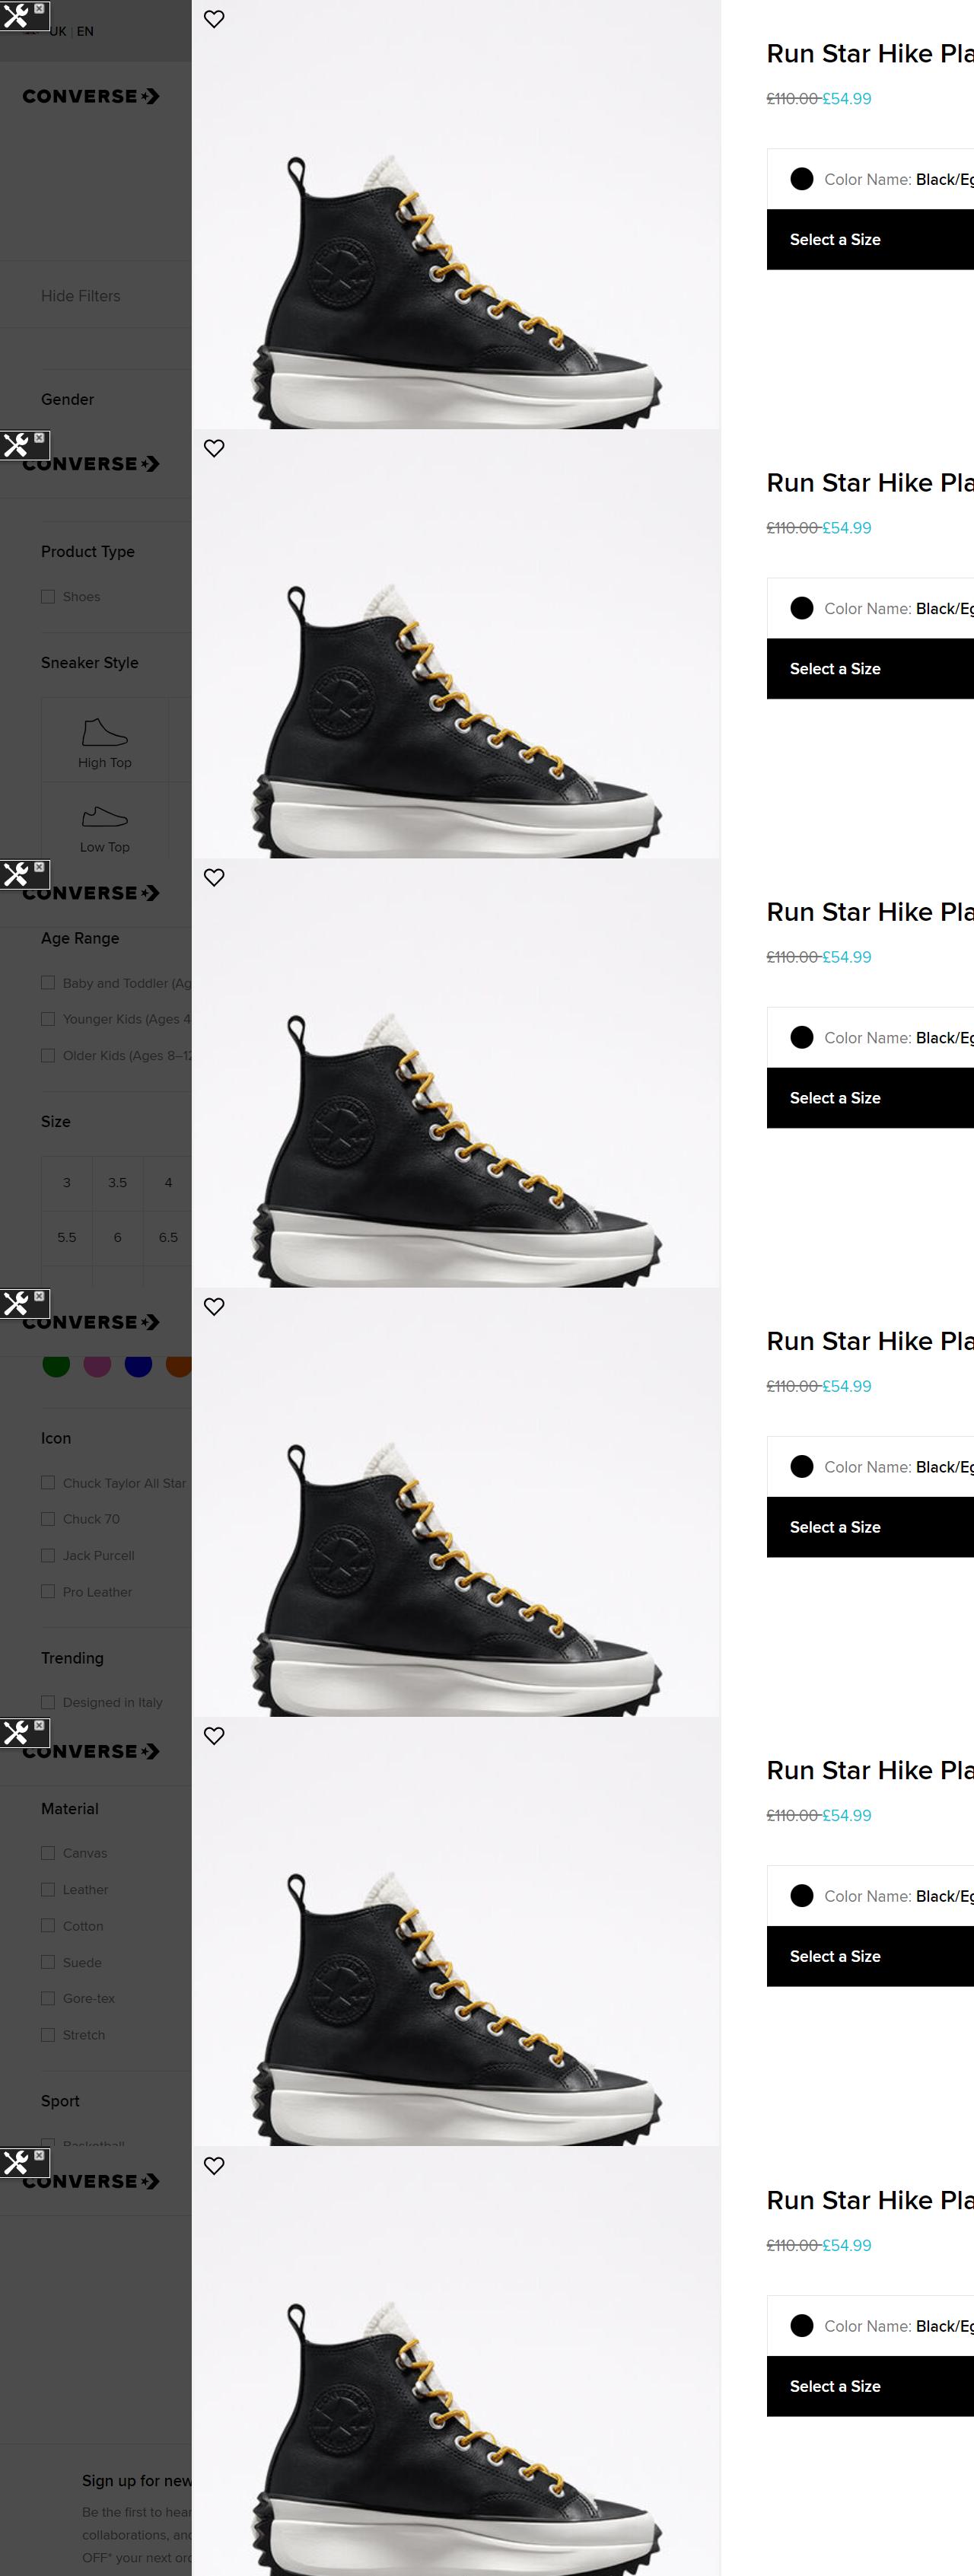 UK | EN
CONVERSE
Run Star Hike Pla
£110.00 £54.99
Color Name: Black/Eg
Select a Size
Hide Filters
Gender
CONVERSE
Run Star Hike Pla
£110.00 £54.99
Product Type
Shoes
Color Name: Black/Eg
Sneaker Style
Select a Size
High Top
Low Top
CONVERSE
Run Star Hike Pla
Age Range
£110.00 £54.99
Baby and Toddler (Ag
Younger Kids (Ages 4
Color Name: Black/Eg
Older Kids (Ages 8–12
Select a Size
Size
3 3.5 4
5.5 6 6.5
CONVERSE
Run Star Hike Pla
£110.00 £54.99
Icon
Color Name: Black/Eg
Chuck Taylor All Star
Chuck 70
Select a Size
Jack Purcell
Pro Leather
Trending
Designed in Italy
CONVERSE
Run Star Hike Pla
Material
£110.00 £54.99
Canvas
Leather
Color Name: Black/Eg
Cotton
Suede
Select a Size
Gore-tex
Stretch
Sport
Basketball
CONVERSE
Run Star Hike Pla
£110.00 £54.99
Color Name: Black/Eg
Select a Size
Sign up for new
Be the first to hear
collaborations, and
OFF* your next ord